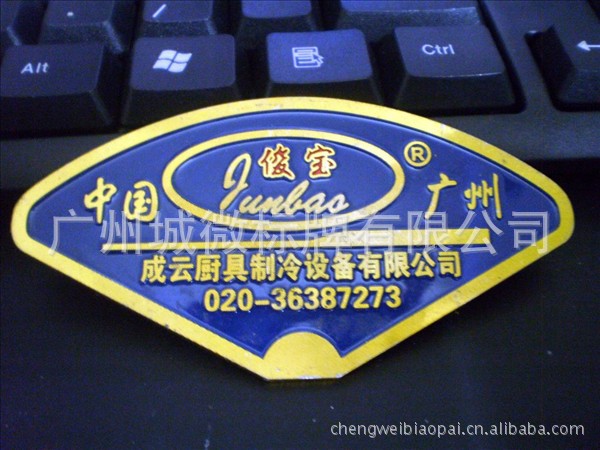 Alt
Ctrl
俊宝
®
中国
Junbao
广州
广州城微标牌有限公司
成云厨具制冷设备有限公司
020-36387273
chengweibiaopai.cn.alibaba.com